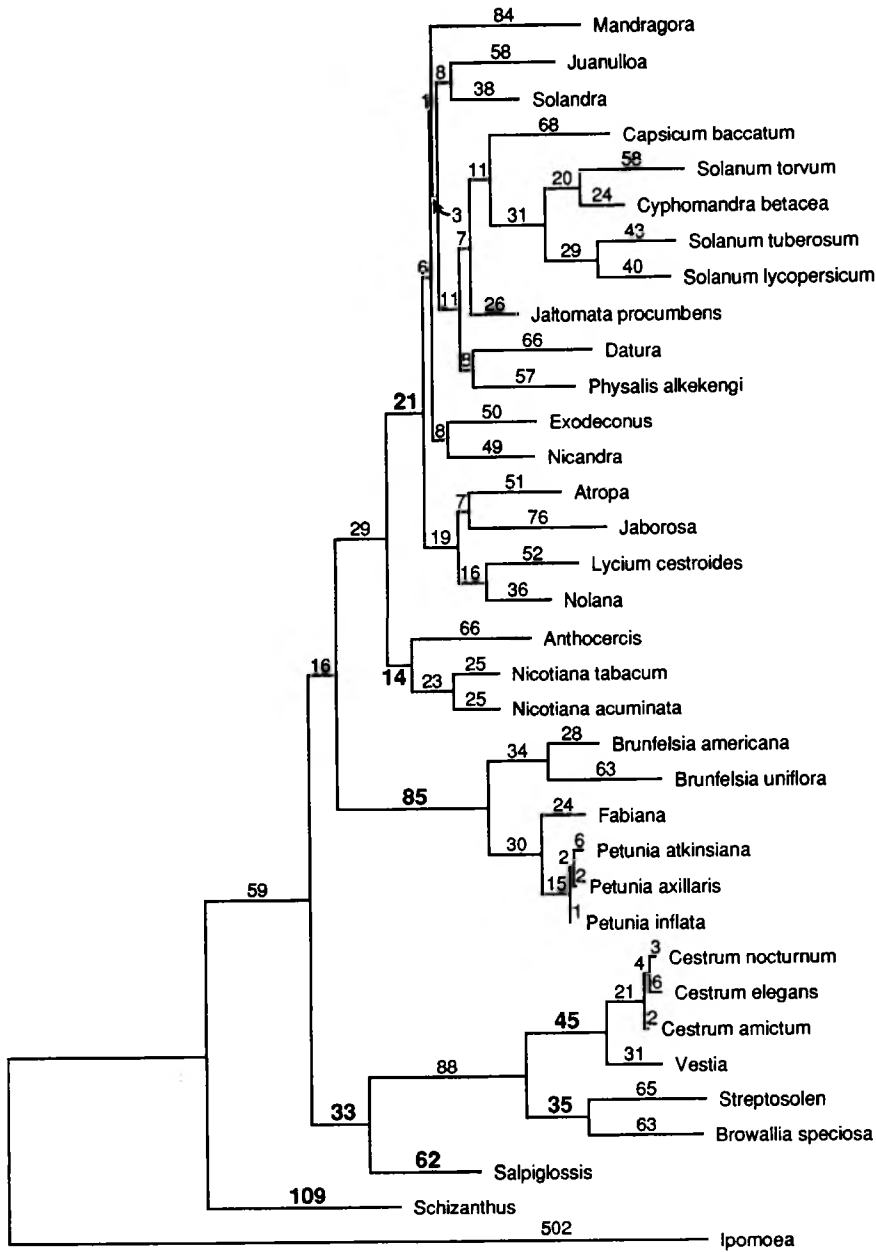 84
Mandragora
58
Juanulloa
8
38
Solandra
1
68
Capsicum baccatum
58
Solanum torvum
11
20
24
Cyphomandra betacea
3
31
43
Solanum tuberosum
7
29
40
Solanum lycopersicum
6
11
26
Jaltomata procumbens
66
Datura
8
57
Physalis alkekengi
21
50
Exodeconus
8
49
Nicandra
51
Atropa
7
76
Jaborosa
29
19
52
Lycium cestroides
16
36
Nolana
66
Anthocercis
16
25
Nicotiana tabacum
14
23
25
Nicotiana acuminata
28
Brunfelsia americana
34
63
Brunfelsia uniflora
85
24
Fabiana
30
6
Petunia atkinsiana
2
15
2
Petunia axillaris
59
1
Petunia inflata
3
Cestrum nocturnum
4
21
6
Cestrum elegans
45
2
Cestrum amictum
31
Vestia
88
65
Streptosolen
33
35
63
Browallia speciosa
62
Salpiglossis
109
Schizanthus
502
Ipomoea